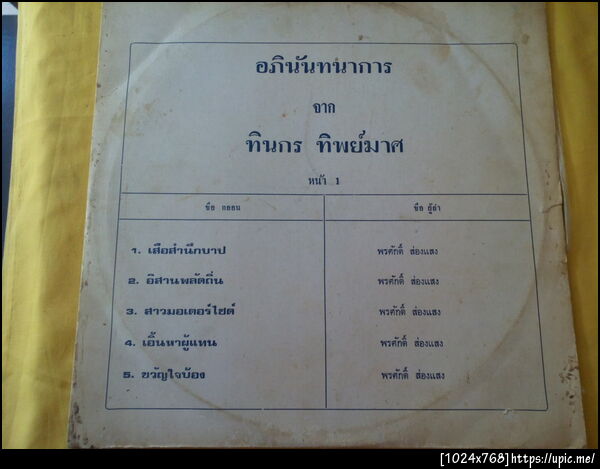 อภินันทนาการ
จาก
ทินกร ทิพย์มาศ
หน้า 1
ชื่อ กลอน ชื่อ ผู้ลำ
1. เสือสำนึกบาป พรศักดิ์ ส่องแสง
2. อิสานพลัดถิ่น พรศักดิ์ ส่องแสง
3. สาวมอเตอร์ไซต์ พรศักดิ์ ส่องแสง
4. เอิ้นหาผู้แทน พรศักดิ์ ส่องแสง
5. ขวัญใจบ้อง พรศักดิ์ ส่องแสง
[1024x768]https://upic.me/